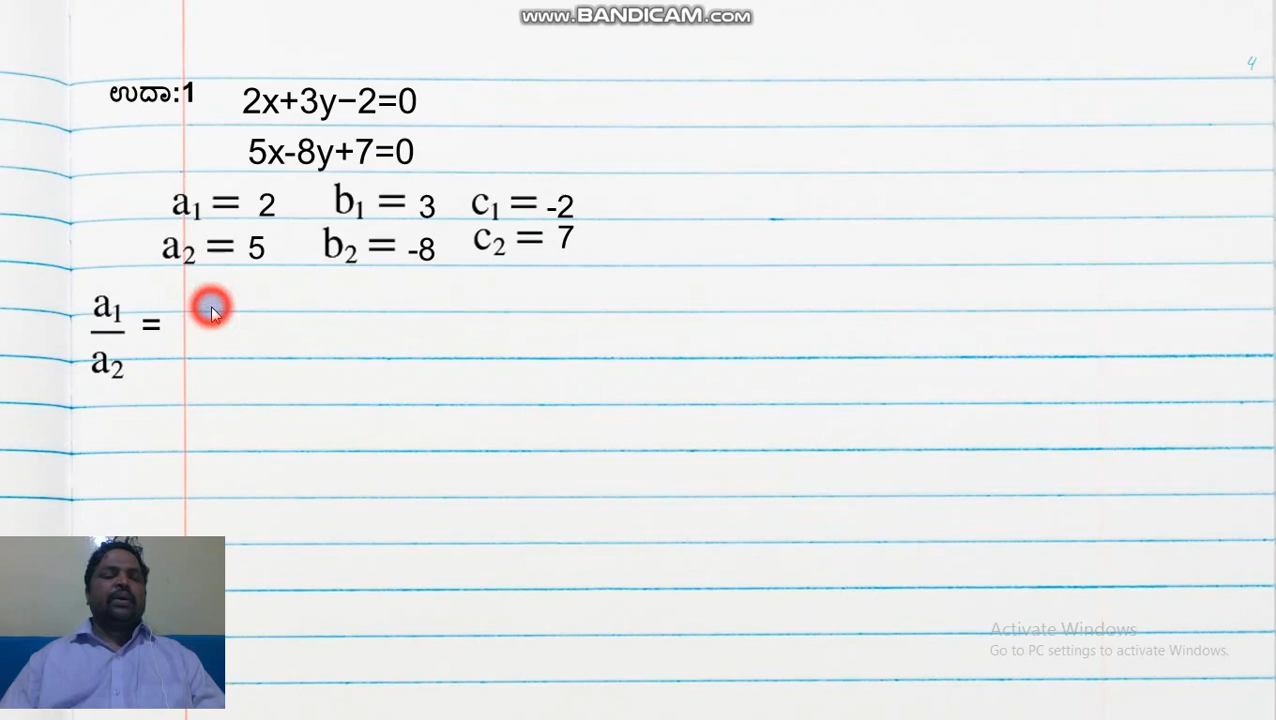 www.BANDICAM.com
4
ಉದಾ:1 2x+3y−2=0
5x-8y+7=0
a₁ = 2 b₁ = 3 c₁ = -2
a₂ = 5 b₂ = -8 c₂ = 7
a₁
— =
a₂
Activate Windows
Go to PC settings to activate Windows.